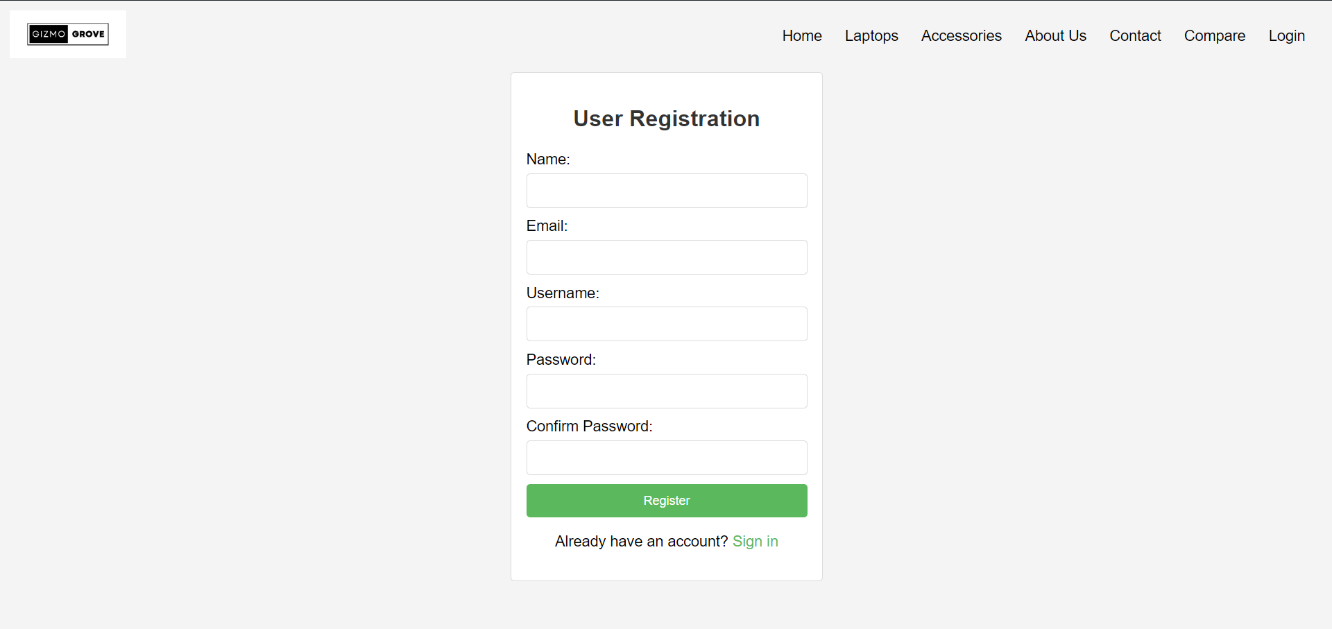 GIZMO GROVE
Home Laptops Accessories About Us Contact Compare Login
User Registration
Name:
Email:
Username:
Password:
Confirm Password:
Register
Already have an account? Sign in